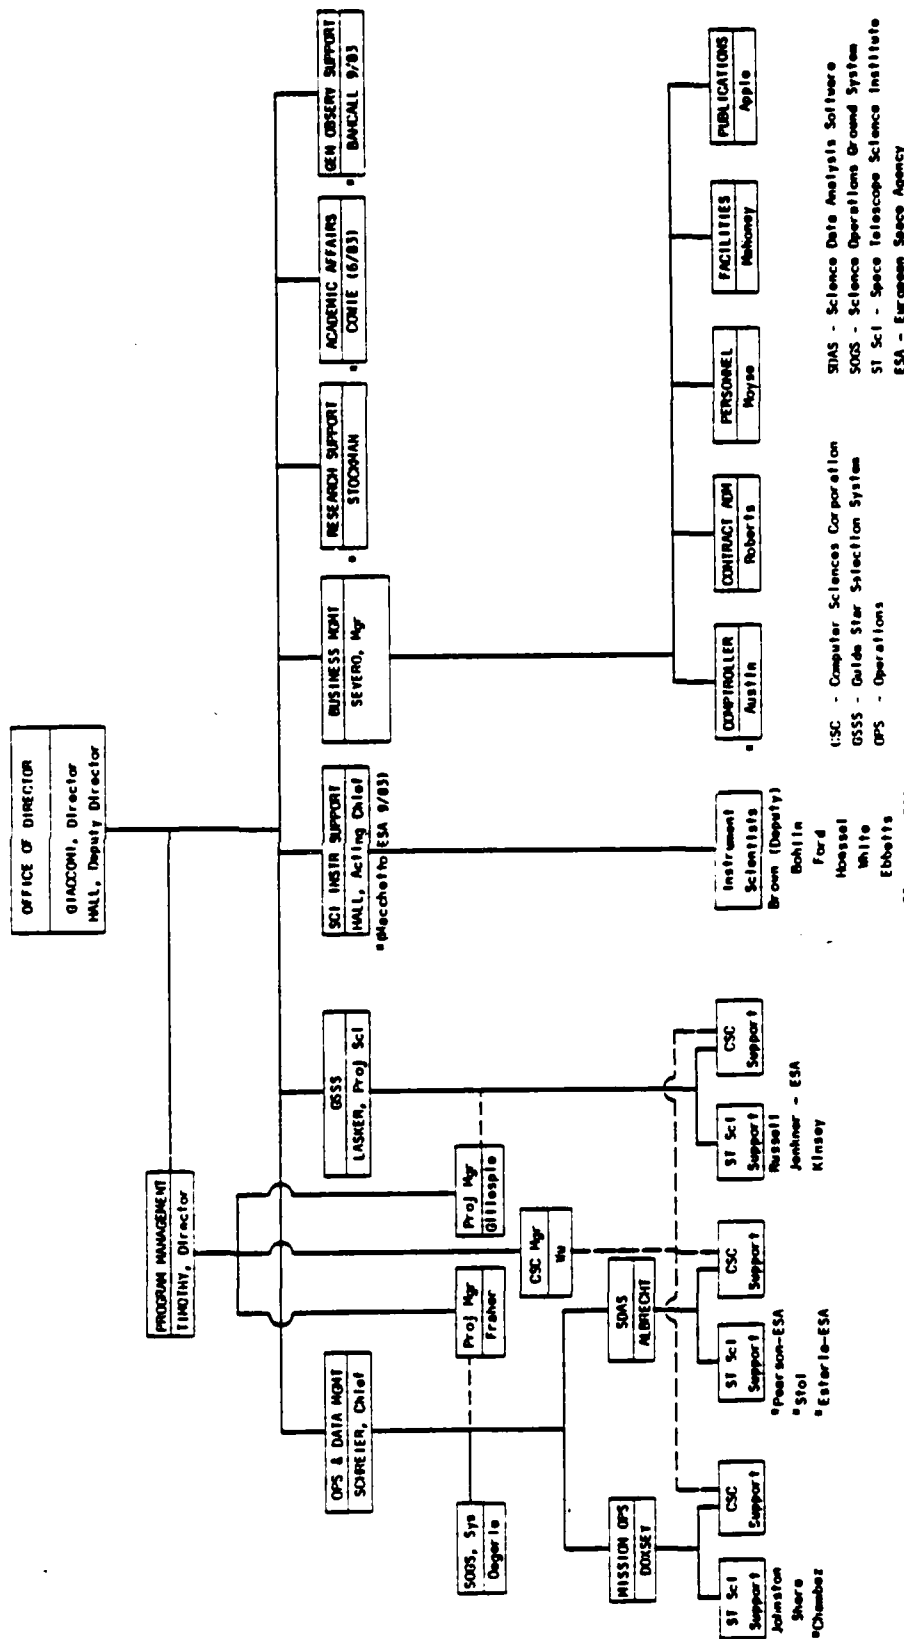 OFFICE OF DIRECTOR
GIACCONI, Director
HALL, Deputy Director
PROGRAM MANAGEMENT
TIMOTHY, Director
OPS & DATA MGMT
SCHREIER, Chief
GSSS
LASKER, Proj Sci
SCI INSTR SUPPORT
HALL, Acting Chief
*(Macchetto ESA 9/83)
BUSINESS MGMT
SEVERO, Mgr
RESEARCH SUPPORT
STOCKMAN
*
ACADEMIC AFFAIRS
COWIE (6/83)
*
GEN OBSERV SUPPORT
BAHCALL 9/83
*
SOGS, Sys
Degerle
Proj Mgr
Fraher
CSC Mgr
Wu
Proj Mgr
Gillespie
MISSION OPS
DOXSEY
SDAS
ALBRECHT
ST Sci
Support
Johnston
Shore
*Chambez
CSC
Support
ST Sci
Support
*Pearson-ESA
*Stol
*Esterle-ESA
CSC
Support
ST Sci
Support
Russell
Jenkner - ESA
Kinsey
CSC
Support
Instrument
Scientists
Brown (Deputy)
Bohlin
Ford
Hoessel
White
Ebbetts
COMPTROLLER
Austin
*
CONTRACT ADM
Roberts
PERSONNEL
Moyse
FACILITIES
Mahoney
PUBLICATIONS
Apple
CSC - Computer Sciences Corporation
GSSS - Guide Star Selection System
OPS - Operations
SDAS - Science Data Analysis Software
SOGS - Science Operations Ground System
ST Sci - Space Telescope Science Institute
ESA - European Space Agency